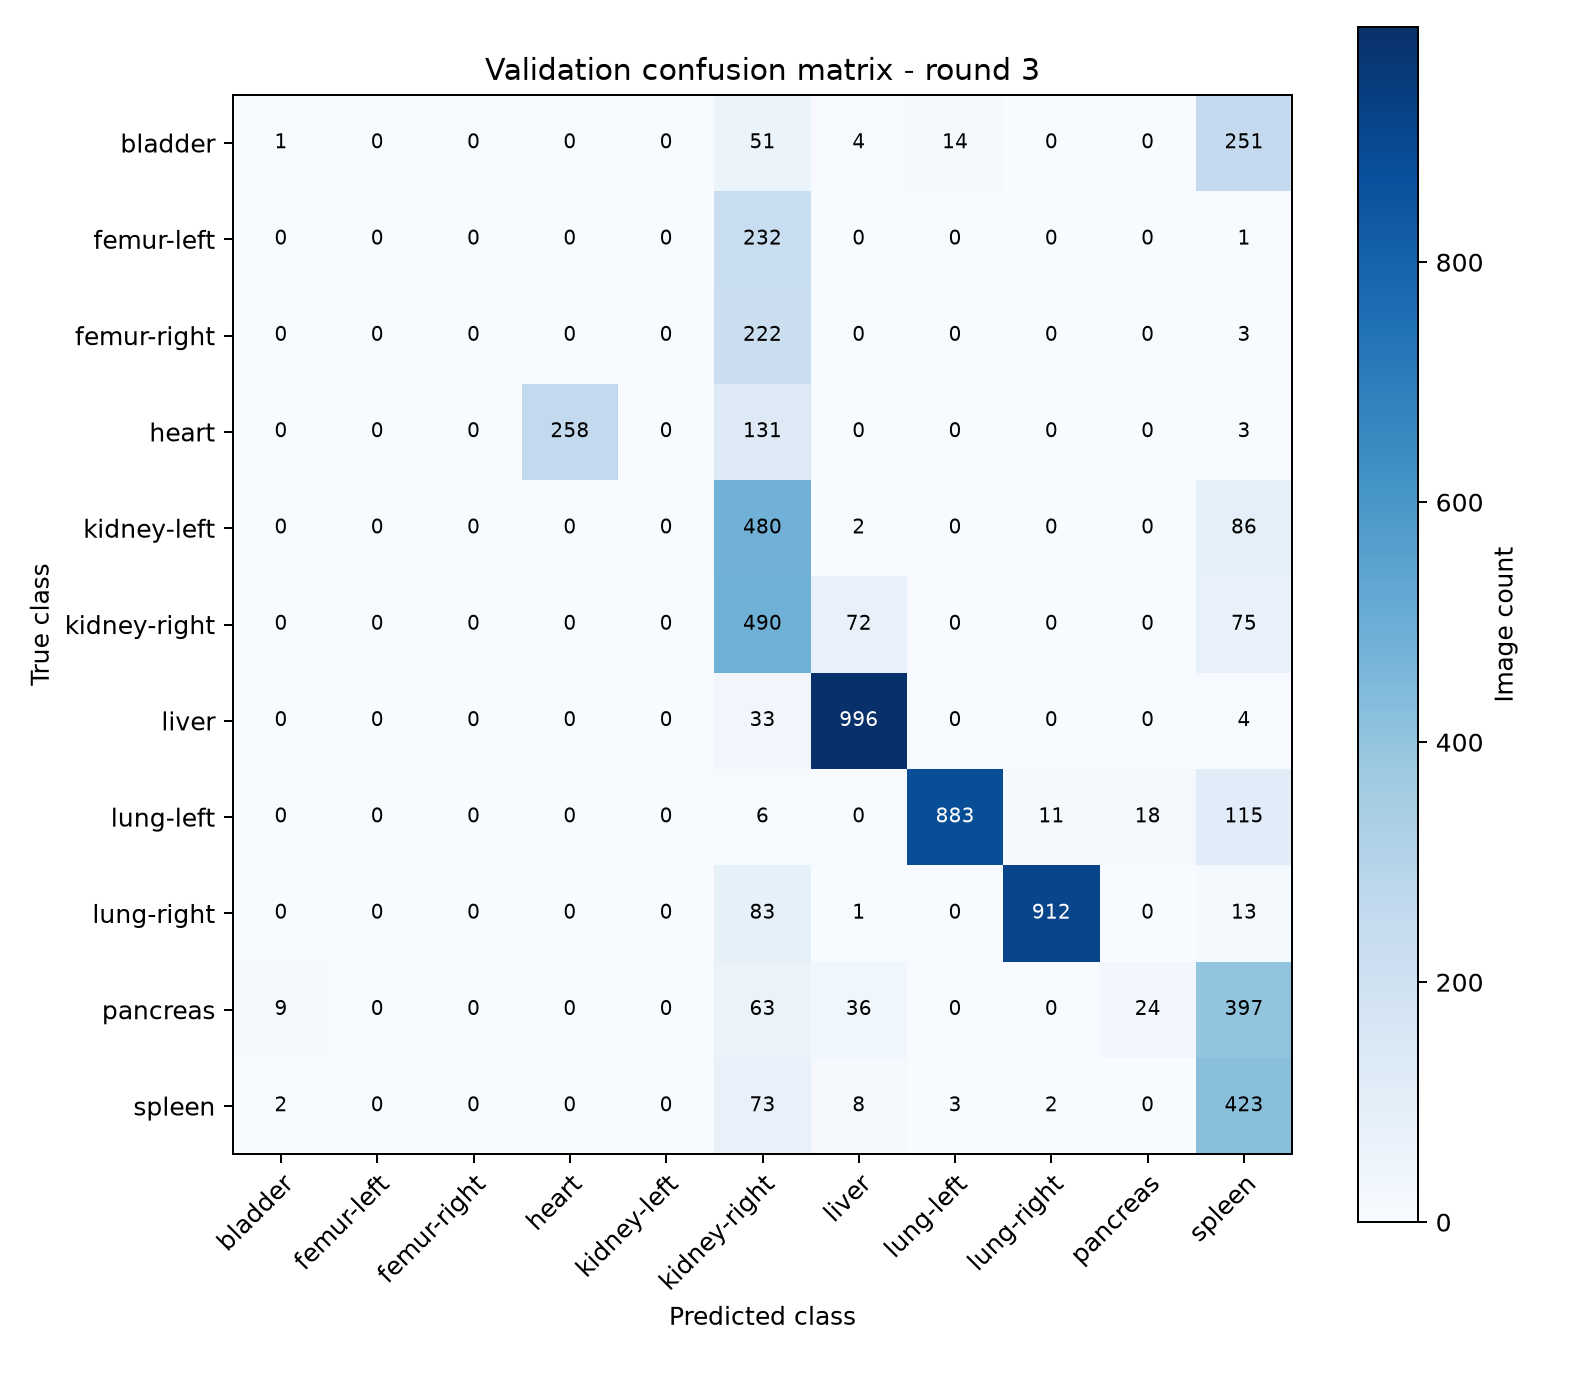 Validation confusion matrix - round 3
True class
bladder 1 0 0 0 0 51 4 14 0 0 251
femur-left 0 0 0 0 0 232 0 0 0 0 1
femur-right 0 0 0 0 0 222 0 0 0 0 3
heart 0 0 0 258 0 131 0 0 0 0 3
kidney-left 0 0 0 0 0 480 2 0 0 0 86
kidney-right 0 0 0 0 0 490 72 0 0 0 75
liver 0 0 0 0 0 33 996 0 0 0 4
lung-left 0 0 0 0 0 6 0 883 11 18 115
lung-right 0 0 0 0 0 83 1 0 912 0 13
pancreas 9 0 0 0 0 63 36 0 0 24 397
spleen 2 0 0 0 0 73 8 3 2 0 423
bladder femur-left femur-right heart kidney-left kidney-right liver lung-left lung-right pancreas spleen
Predicted class
800
600
400
200
0
Image count